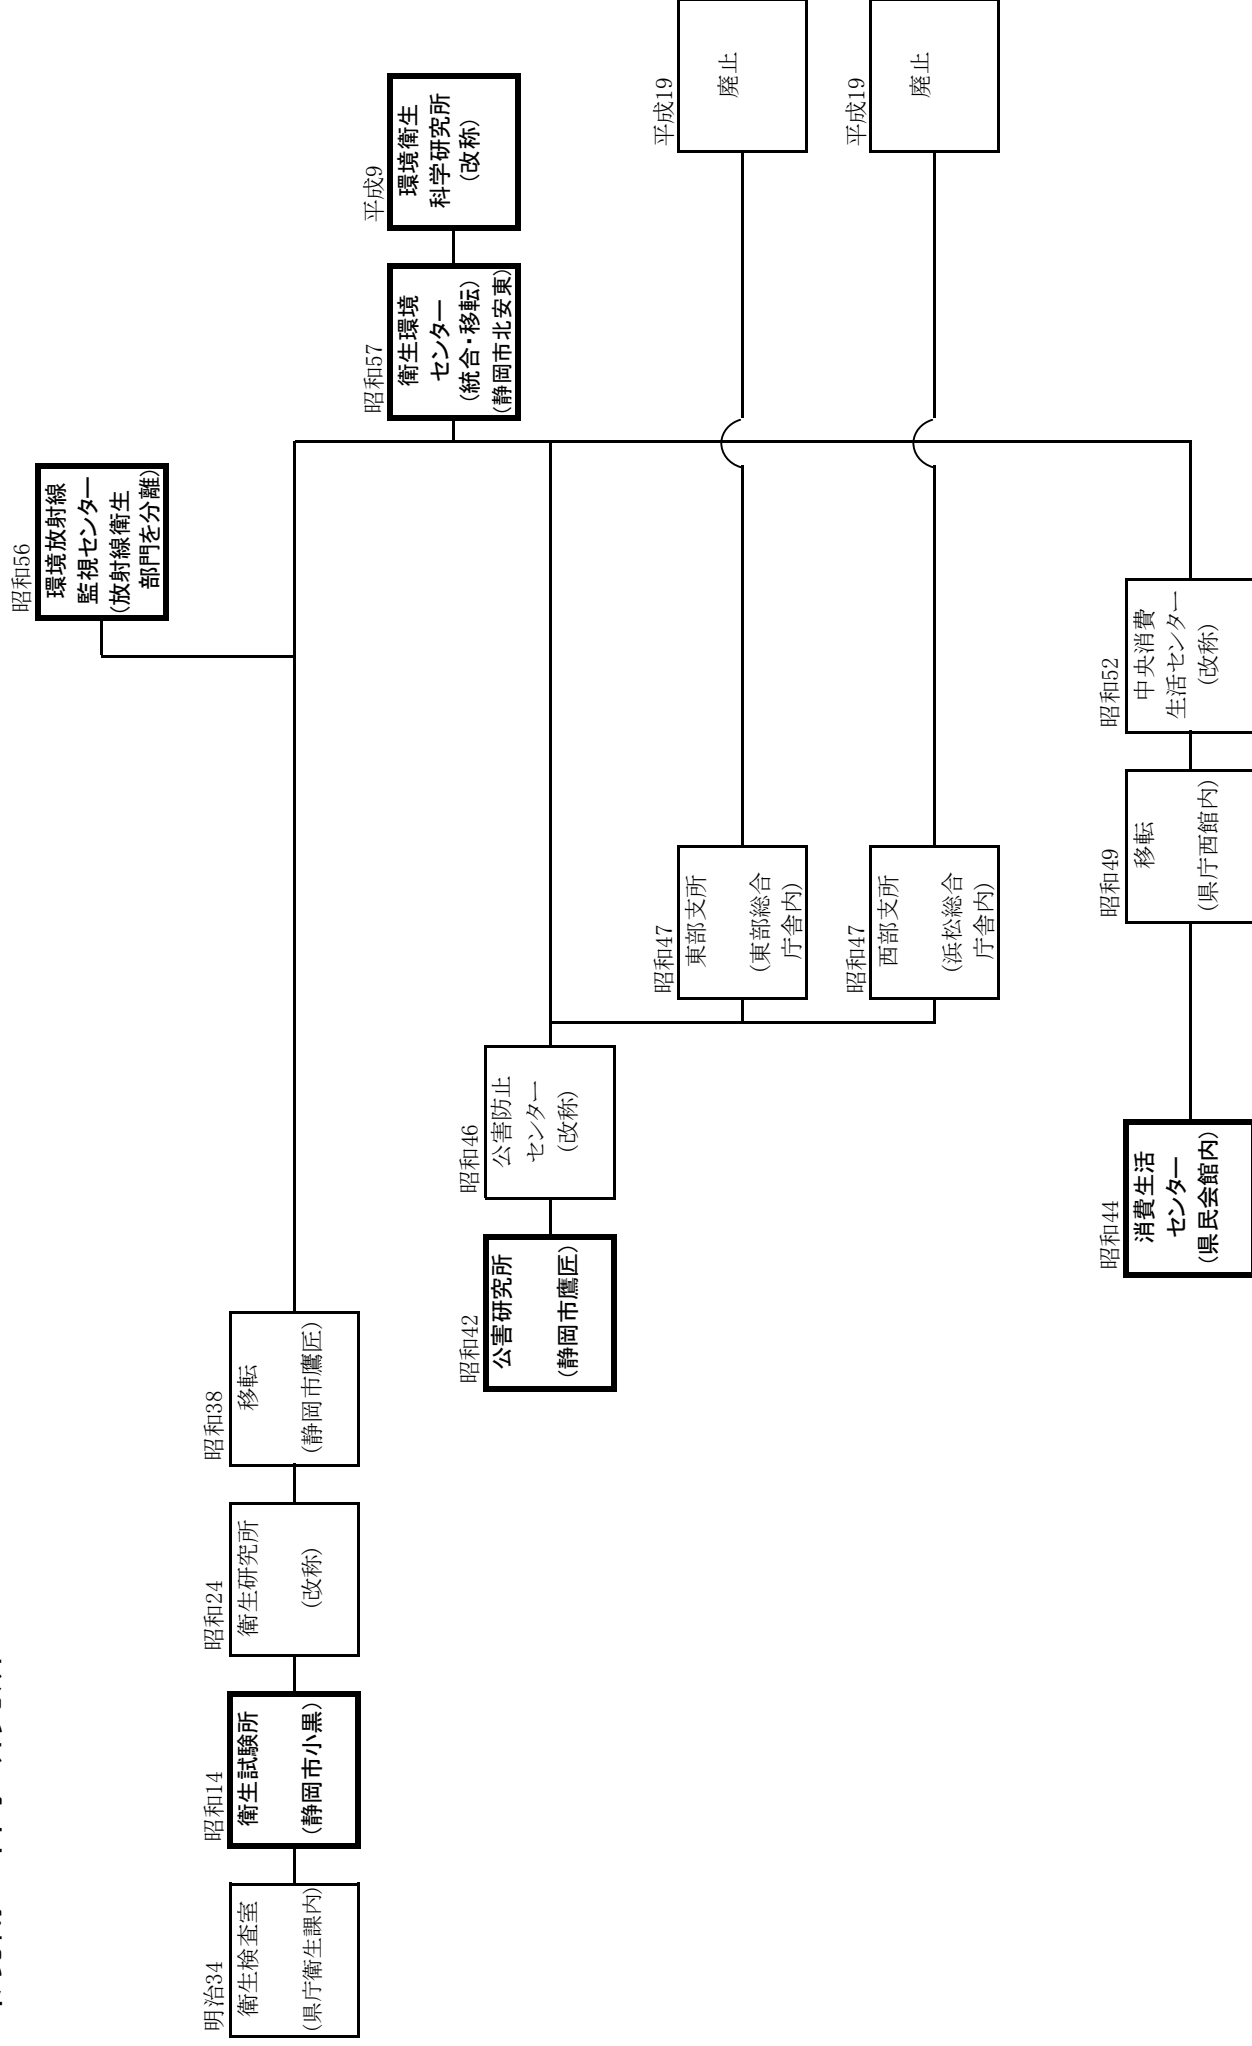 明治34
衛生検査室
(県庁衛生課内)
昭和14
衛生試験所
(静岡市小黒)
昭和24
衛生研究所
(改称)
昭和38
移転
(静岡市鷹匠)
昭和56
環境放射線
監視センター
(放射線衛生
部門を分離)
昭和57
衛生環境
センター
(統合・移転)
(静岡市北安東)
平成9
環境衛生
科学研究所
(改称)
昭和42
公害研究所
(静岡市鷹匠)
昭和46
公害防止
センター
(改称)
昭和47
東部支所
(東部総合
庁舎内)
平成19
廃止
昭和47
西部支所
(浜松総合
庁舎内)
平成19
廃止
昭和44
消費生活
センター
(県民会館内)
昭和49
移転
(県庁西館内)
昭和52
中央消費
生活センター
(改称)